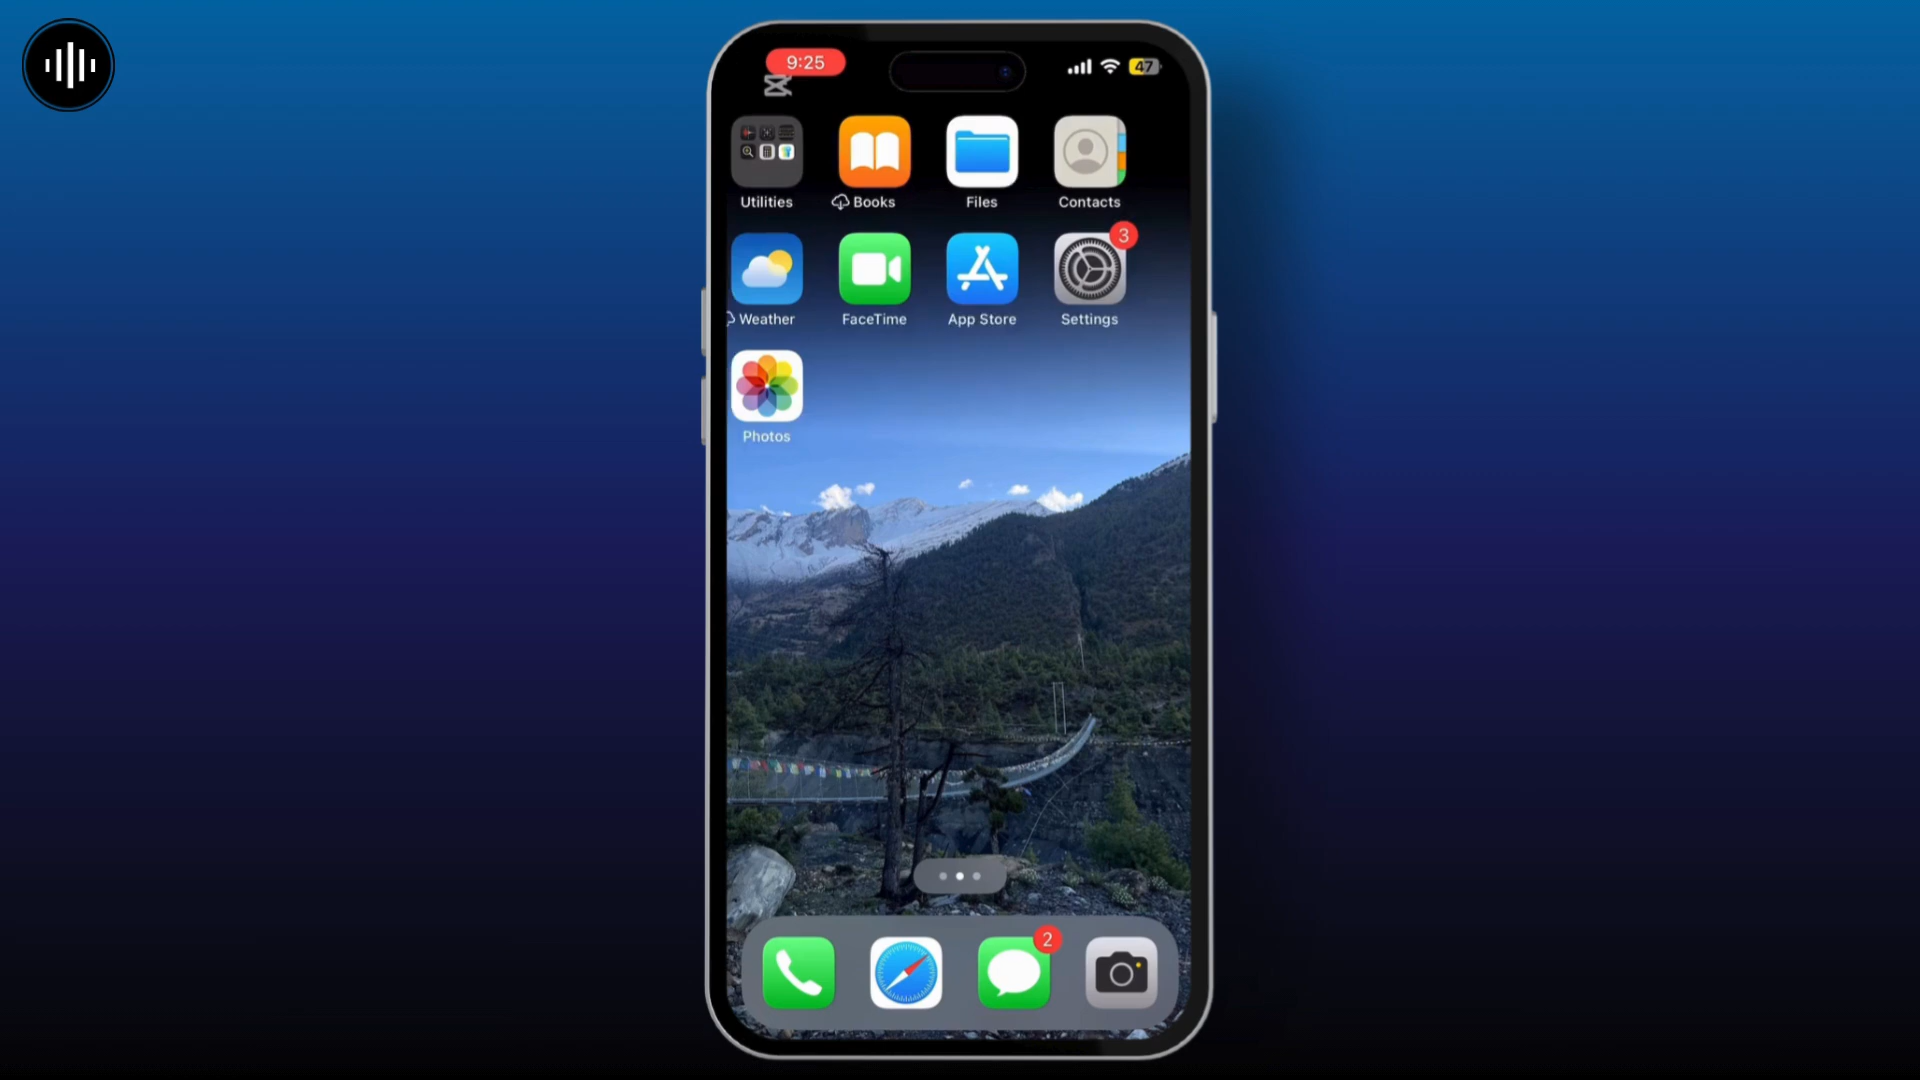 9:25
47
Utilities
Books
Files
Contacts
3
Weather
FaceTime
App Store
Settings
Photos
2